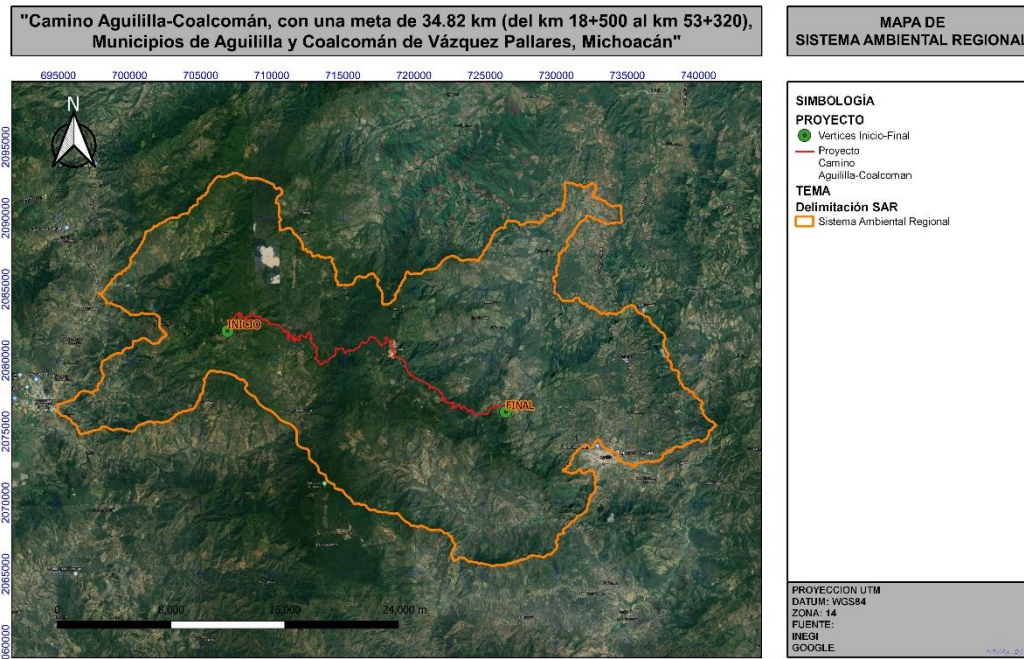 "Camino Aguililla-Coalcomán, con una meta de 34.82 km (del km 18+500 al km 53+320),
Municipios de Aguililla y Coalcomán de Vázquez Pallares, Michoacán"
MAPA DE
SISTEMA AMBIENTAL REGIONAL
695000 700000 705000 710000 715000 720000 725000 730000 735000 740000
N
2095000
2090000
2085000
2080000
2075000
2070000
2065000
2060000
INICIO
FINAL
0 8,000 16,000 24,000 m
SIMBOLOGÍA
PROYECTO
Vertices Inicio-Final
Proyecto
Camino
Aguililla-Coalcoman
TEMA
Delimitación SAR
Sistema Ambiental Regional
PROYECCION UTM
DATUM: WGS84
ZONA: 14
FUENTE:
INEGI
GOOGLE